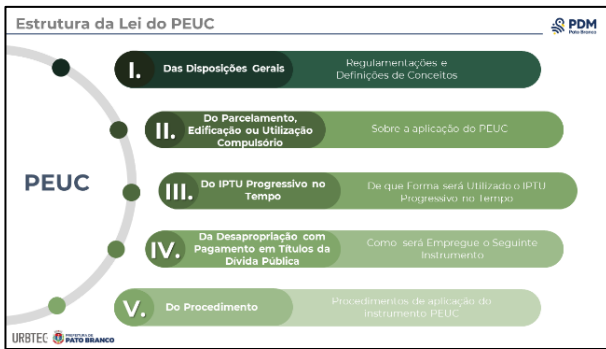 Estrutura da Lei do PEUC
PDM
Pato Branco
PEUC
I.
Das Disposições Gerais
Regulamentações e
Definições de Conceitos
II.
Do Parcelamento,
Edificação ou Utilização
Compulsório
Sobre a aplicação do PEUC
III.
Do IPTU Progressivo no
Tempo
De que Forma será Utilizado o IPTU
Progressivo no Tempo
IV.
Da Desapropriação com
Pagamento em Títulos da
Dívida Pública
Como será Empregue o Seguinte
Instrumento
V.
Do Procedimento
Procedimentos de aplicação do
instrumento PEUC
URBTEC
PREFEITURA DE
PATO BRANCO